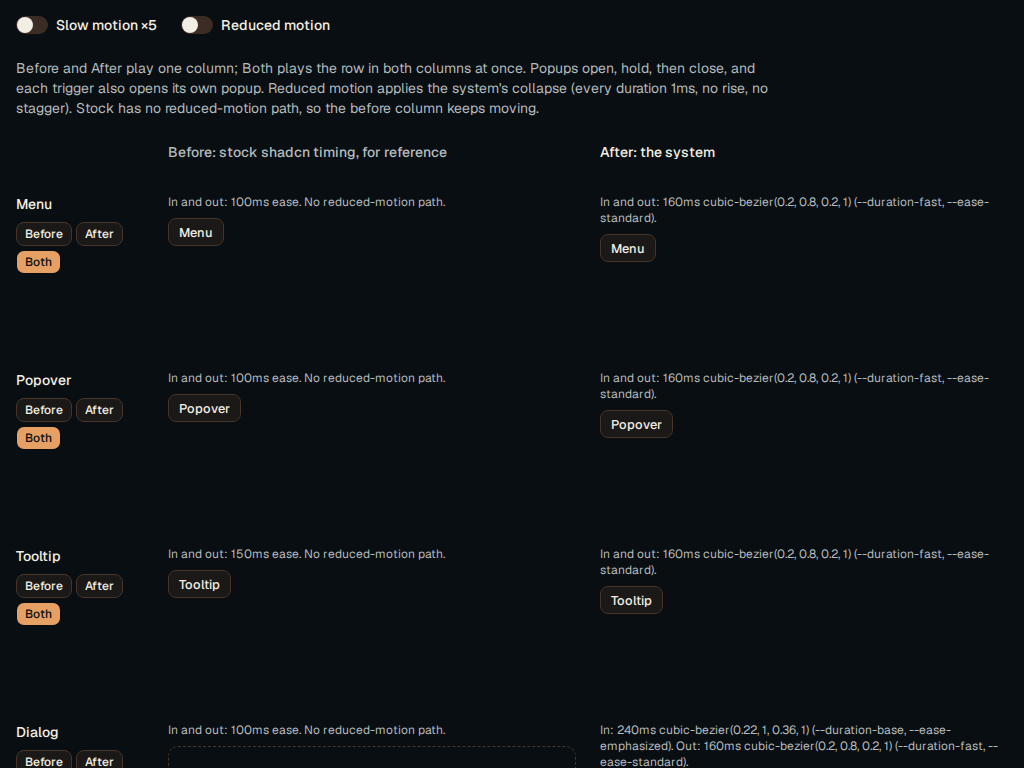 Slow motion ×5 Reduced motion
Before and After play one column; Both plays the row in both columns at once. Popups open, hold, then close, and
each trigger also opens its own popup. Reduced motion applies the system's collapse (every duration 1ms, no rise, no
stagger). Stock has no reduced-motion path, so the before column keeps moving.
Before: stock shadcn timing, for reference
After: the system
Menu
Before After
Both
In and out: 100ms ease. No reduced-motion path.
Menu
In and out: 160ms cubic-bezier(0.2, 0.8, 0.2, 1) (--duration-fast, --ease-
standard).
Menu
Popover
Before After
Both
In and out: 100ms ease. No reduced-motion path.
Popover
In and out: 160ms cubic-bezier(0.2, 0.8, 0.2, 1) (--duration-fast, --ease-
standard).
Popover
Tooltip
Before After
Both
In and out: 150ms ease. No reduced-motion path.
Tooltip
In and out: 160ms cubic-bezier(0.2, 0.8, 0.2, 1) (--duration-fast, --ease-
standard).
Tooltip
Dialog
Before After
In and out: 100ms ease. No reduced-motion path.
In: 240ms cubic-bezier(0.22, 1, 0.36, 1) (--duration-base, --ease-
emphasized). Out: 160ms cubic-bezier(0.2, 0.8, 0.2, 1) (--duration-fast, --
ease-standard).